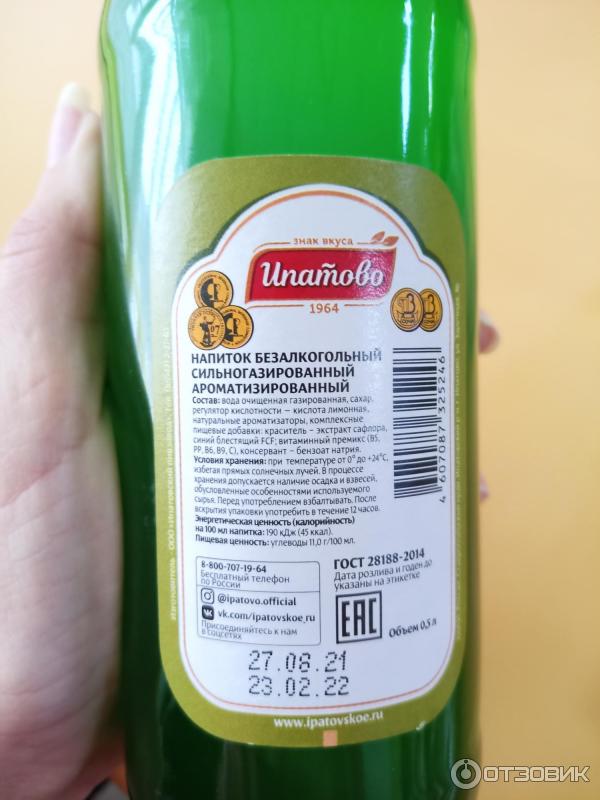 знак вкуса
Ипатово
1964
НАПИТОК БЕЗАЛКОГОЛЬНЫЙ
СИЛЬНОГАЗИРОВАННЫЙ
АРОМАТИЗИРОВАННЫЙ
Состав: вода очищенная газированная, сахар,
регулятор кислотности – кислота лимонная,
натуральные ароматизаторы, комплексные
пищевые добавки: краситель – экстракт сафлора,
синий блестящий FCF; витаминный премикс (B5,
PP, B6, B9, C), консервант – бензоат натрия.
Условия хранения: при температуре от 0° до +24°С,
избегая прямых солнечных лучей. В процессе
хранения допускается наличие осадка и взвесей,
обусловленные особенностями используемого
сырья. Перед употреблением взбалтывать. После
вскрытия упаковки употребить в течение 12 часов.
Энергетическая ценность (калорийность)
на 100 мл напитка: 190 кДж (45 ккал).
Пищевая ценность: углеводы 11,0 г/100 мл.
4 607087 325246
8-800-707-19-64
Бесплатный телефон
по России
@ipatovo.official
vk.com/ipatovskoe_ru
Присоединяйтесь к нам
в соцсетях
ГОСТ 28188-2014
Дата розлива и годен до
указаны на этикетке
EAC
Объем 0,5 л
27.08.21
23.02.22
www.ipatovskoe.ru
ОТЗОВИК